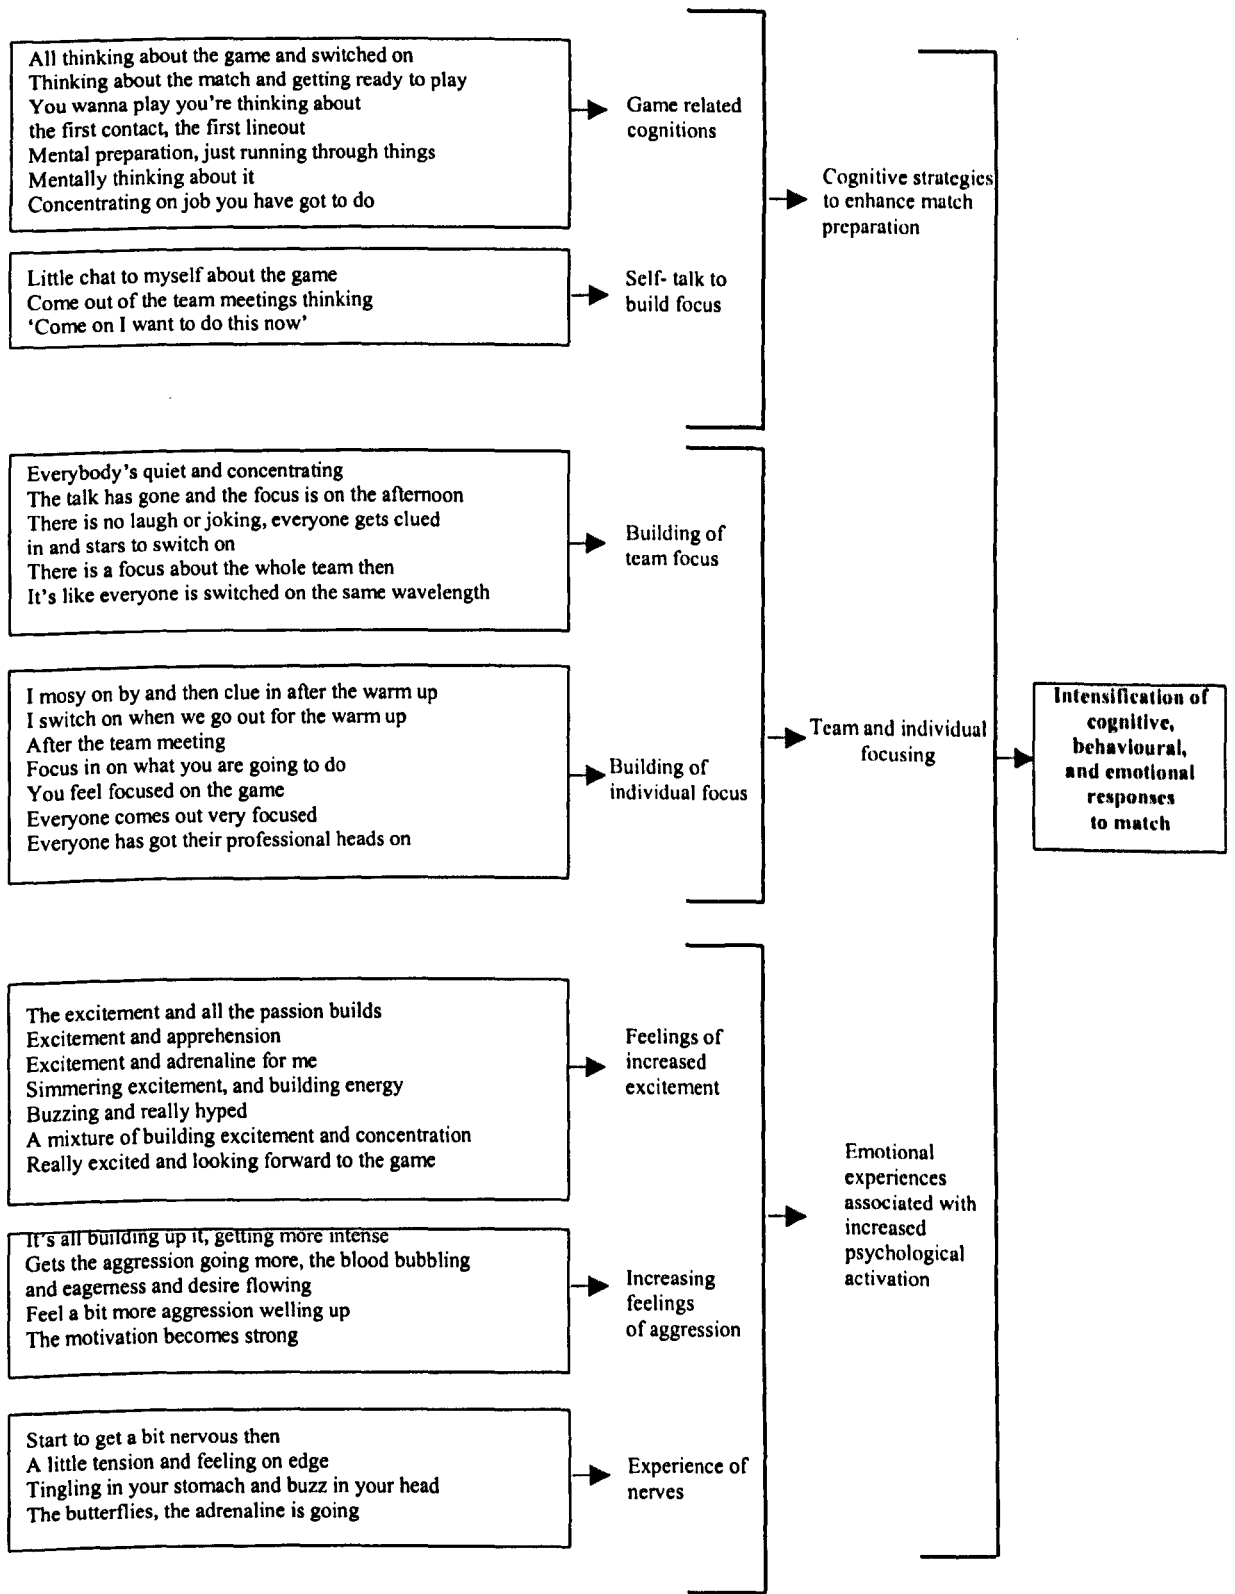 All thinking about the game and switched on
Thinking about the match and getting ready to play
You wanna play you're thinking about
the first contact, the first lineout
Mental preparation, just running through things
Mentally thinking about it
Concentrating on job you have got to do
Game related
cognitions
Little chat to myself about the game
Come out of the team meetings thinking
'Come on I want to do this now'
Self- talk to
build focus
Cognitive strategies
to enhance match
preparation
Everybody's quiet and concentrating
The talk has gone and the focus is on the afternoon
There is no laugh or joking, everyone gets clued
in and stars to switch on
There is a focus about the whole team then
It's like everyone is switched on the same wavelength
Building of
team focus
I mosy on by and then clue in after the warm up
I switch on when we go out for the warm up
After the team meeting
Focus in on what you are going to do
You feel focused on the game
Everyone comes out very focused
Everyone has got their professional heads on
Building of
individual focus
Team and individual
focusing
The excitement and all the passion builds
Excitement and apprehension
Excitement and adrenaline for me
Simmering excitement, and building energy
Buzzing and really hyped
A mixture of building excitement and concentration
Really excited and looking forward to the game
Feelings of
increased
excitement
It's all building up it, getting more intense
Gets the aggression going more, the blood bubbling
and eagerness and desire flowing
Feel a bit more aggression welling up
The motivation becomes strong
Increasing
feelings
of aggression
Start to get a bit nervous then
A little tension and feeling on edge
Tingling in your stomach and buzz in your head
The butterflies, the adrenaline is going
Experience of
nerves
Emotional
experiences
associated with
increased
psychological
activation
Intensification of
cognitive,
behavioural,
and emotional
responses
to match